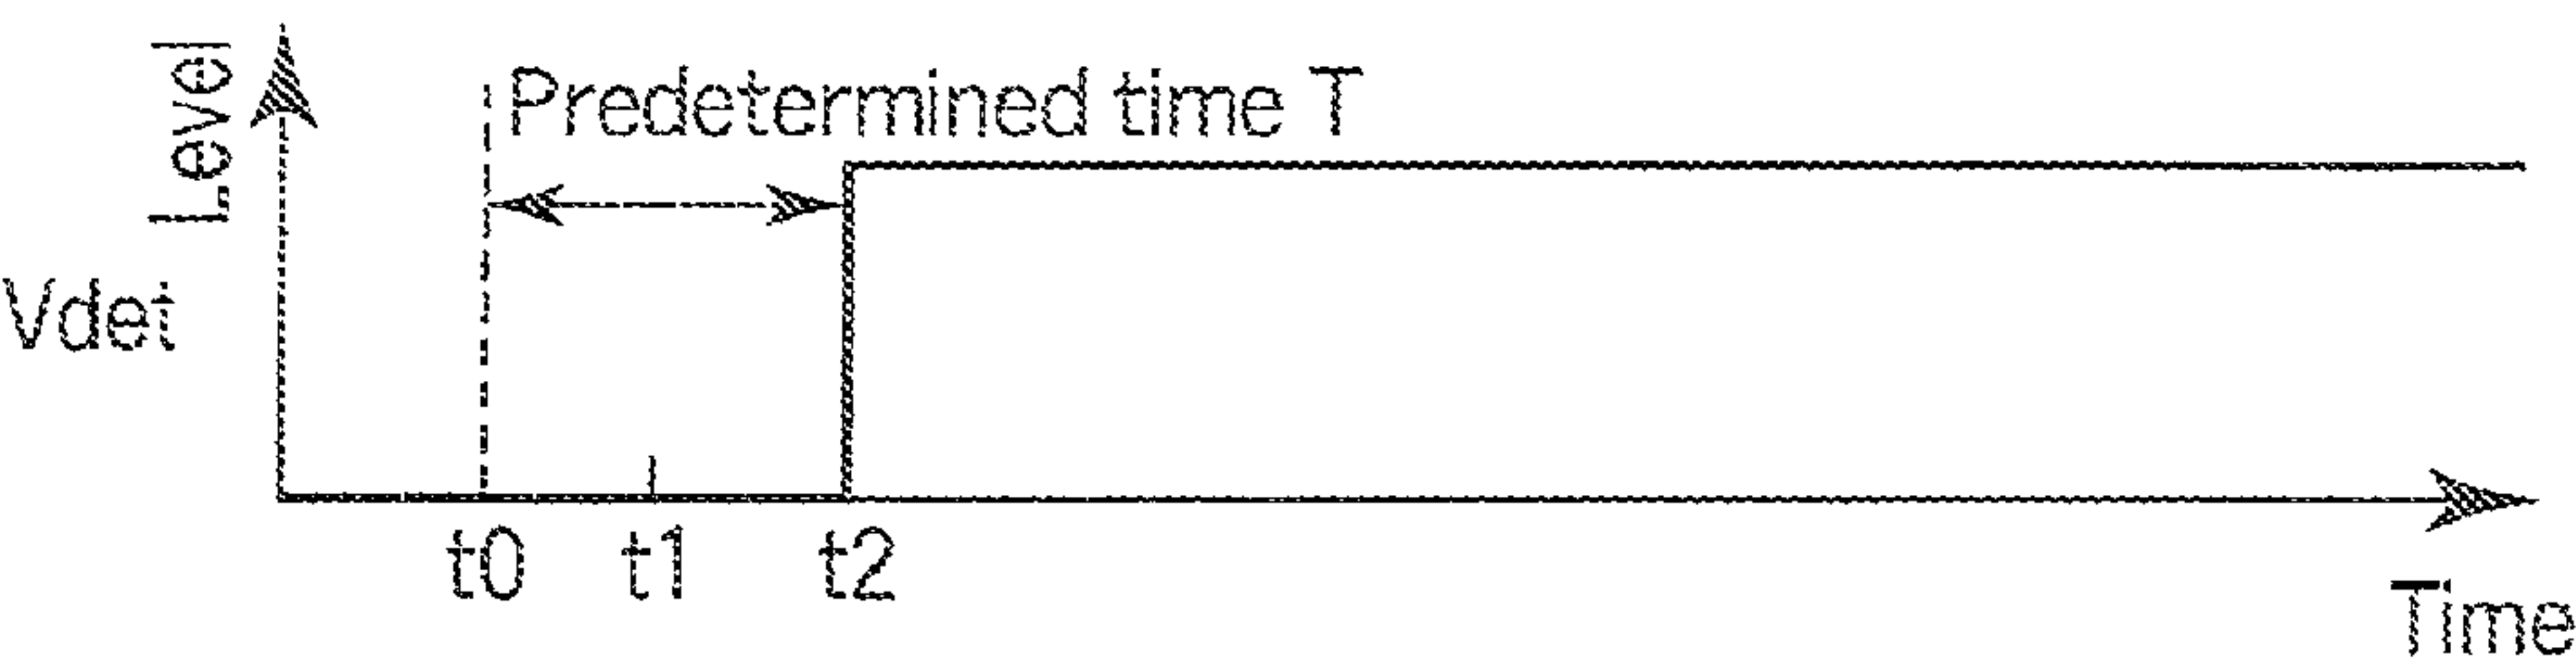 Level
Predetermined time T
Vdet
t0 t1 t2
Time